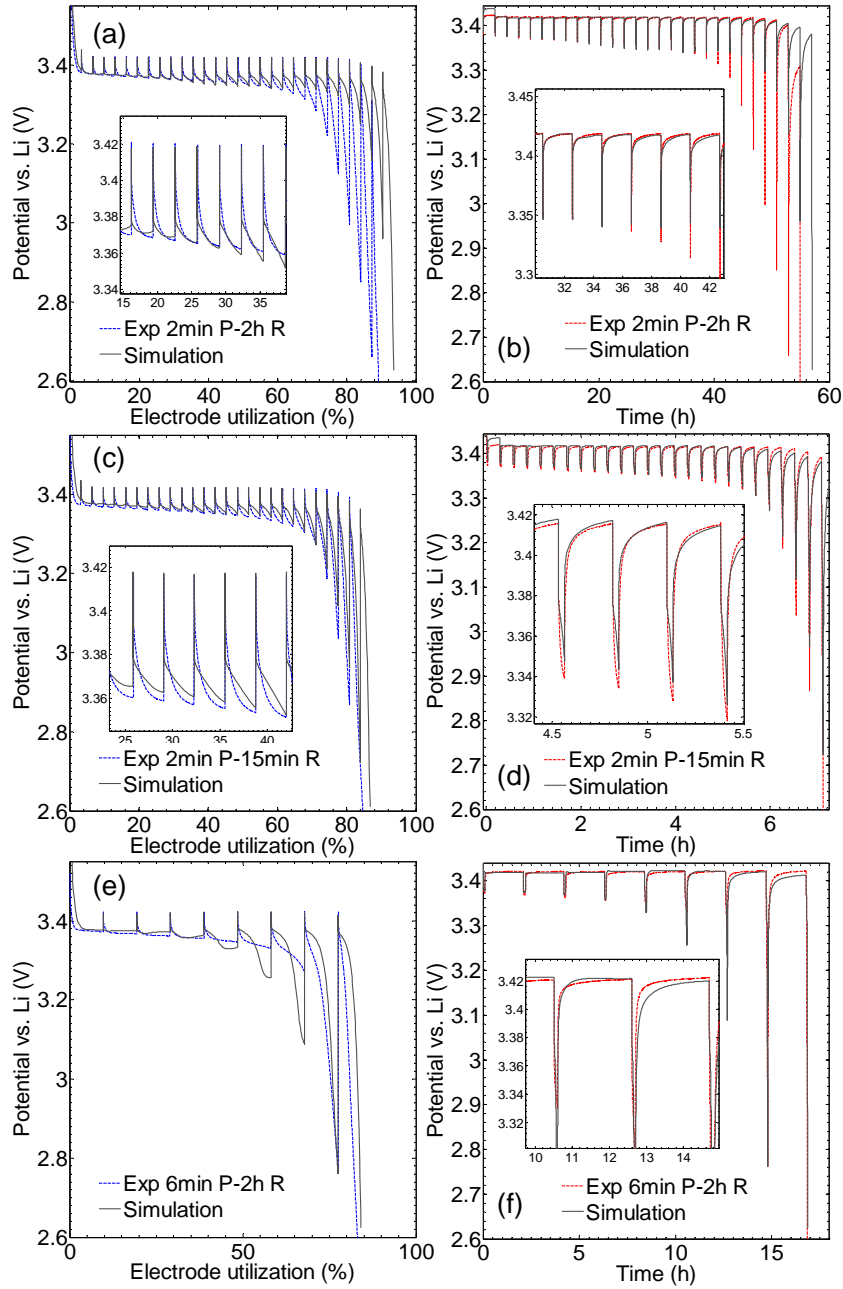 (a)
3.4
3.2
3
2.8
2.6
Potential vs. Li (V)
3.42
3.4
3.38
3.36
3.34
15 20 25 30 35
Exp 2min P-2h R
Simulation
0 20 40 60 80 100
Electrode utilization (%)
3.4
3.3
3.2
3.1
3
2.9
2.8
2.7
2.6
Potential vs. Li (V)
3.45
3.4
3.35
3.3
30 32 34 36 38 40 42
(b)
Exp 2min P-2h R
Simulation
0 20 40 60
Time (h)
(c)
3.4
3.2
3
2.8
2.6
Potential vs. Li (V)
3.42
3.4
3.38
3.36
25 30 35 40
Exp 2min P-15min R
Simulation
0 20 40 60 80 100
Electrode utilization (%)
3.4
3.3
3.2
3.1
3
2.9
2.8
2.7
2.6
Potential vs. Li (V)
3.42
3.4
3.38
3.36
3.34
3.32
4.5 5 5.5
Exp 2min P-15min R
(d)
Simulation
0 2 4 6
Time (h)
(e)
3.4
3.2
3
2.8
2.6
Potential vs. Li (V)
Exp 6min P-2h R
Simulation
0 50 100
Electrode utilization (%)
3.4
3.3
3.2
3.1
3
2.9
2.8
2.7
2.6
Potential vs. Li (V)
3.42
3.4
3.38
3.36
3.34
3.32
10 11 12 13 14
Exp 6min P-2h R
(f)
Simulation
0 5 10 15
Time (h)